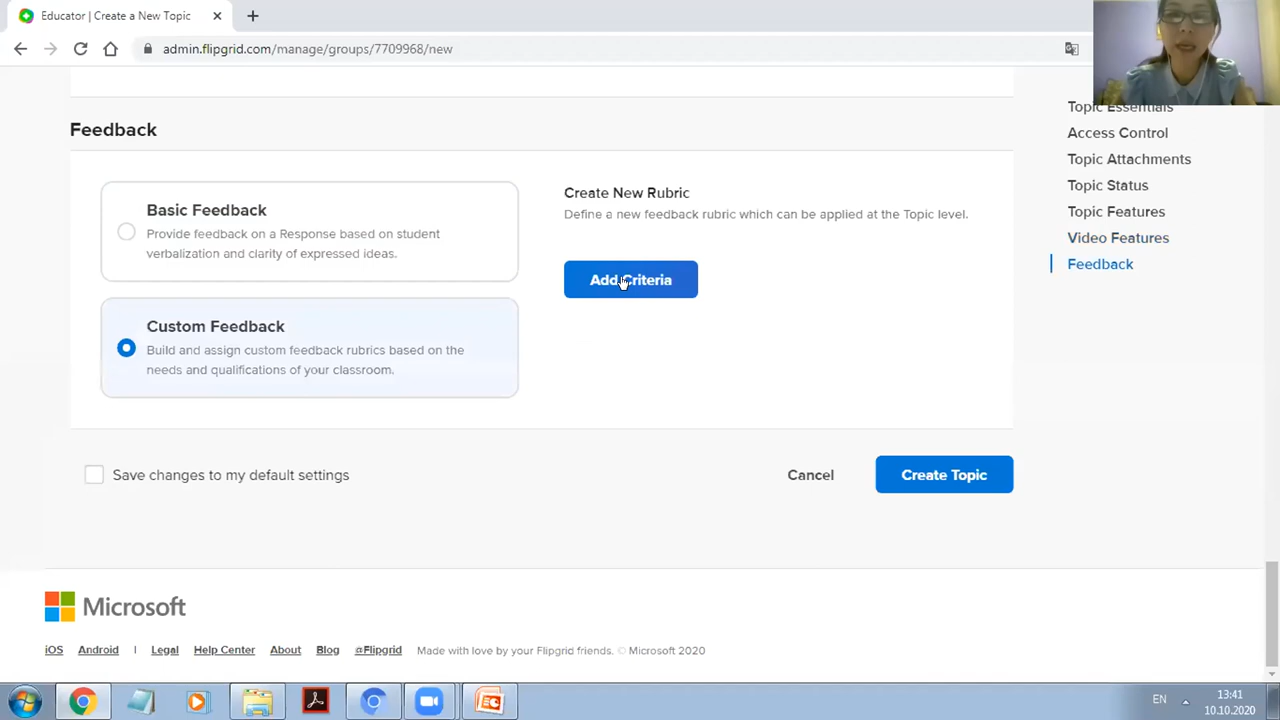 Educator | Create a New Topic
admin.flipgrid.com/manage/groups/7709968/new
Topic Essentials
Feedback
Access Control
Topic Attachments
Basic Feedback
Provide feedback on a Response based on student
verbalization and clarity of expressed ideas.
Create New Rubric
Define a new feedback rubric which can be applied at the Topic level.
Topic Status
Topic Features
Video Features
Feedback
Add Criteria
Custom Feedback
Build and assign custom feedback rubrics based on the
needs and qualifications of your classroom.
Save changes to my default settings
Cancel
Create Topic
Microsoft
iOS Android | Legal Help Center About Blog @Flipgrid Made with love by your Flipgrid friends. © Microsoft 2020
EN
13:41
10.10.2020